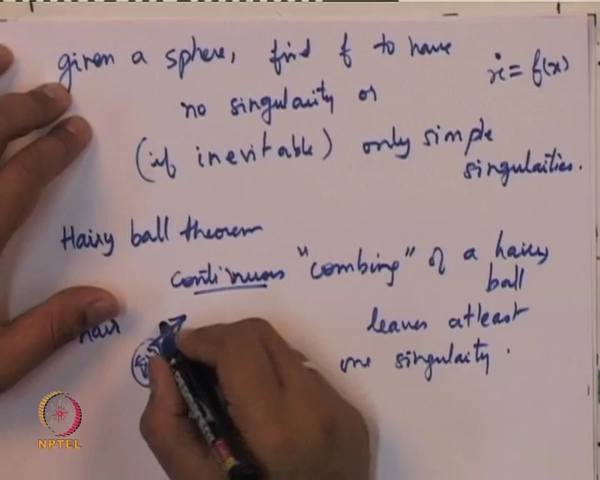 given a sphere, find f to have
ẋ = f(x)
no singularity or
(if inevitable) only simple
singularities.
Hairy ball theorem
continuous "combing" of a hairy
ball
hair
leaves atleast
one singularity.
NPTEL